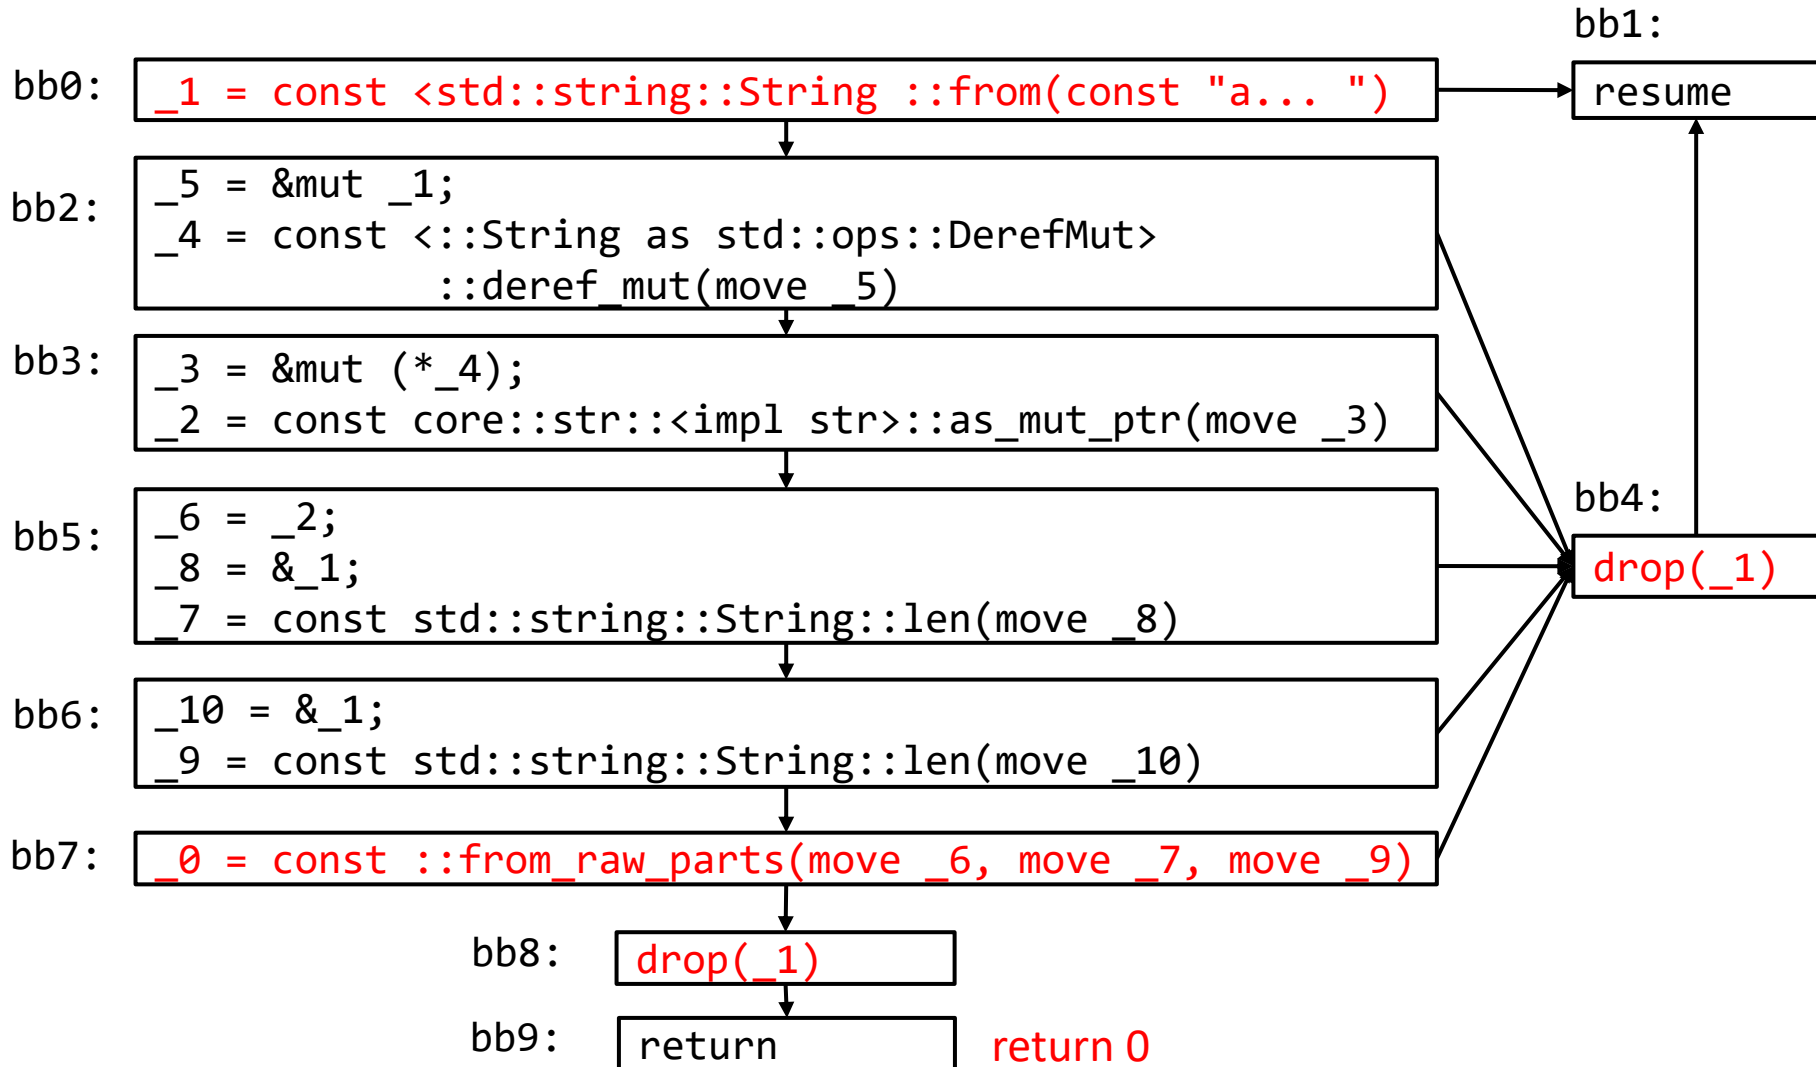 bb1:
bb0: _1 = const <std::string::String ::from(const "a... ") resume
bb2: _5 = &mut _1;
_4 = const <::String as std::ops::DerefMut>
::deref_mut(move _5)
bb3: _3 = &mut (*_4);
_2 = const core::str::<impl str>::as_mut_ptr(move _3)
bb4:
bb5: _6 = _2;
_8 = &_1; drop(_1)
_7 = const std::string::String::len(move _8)
bb6: _10 = &_1;
_9 = const std::string::String::len(move _10)
bb7: _0 = const ::from_raw_parts(move _6, move _7, move _9)
bb8: drop(_1)
bb9: return return 0